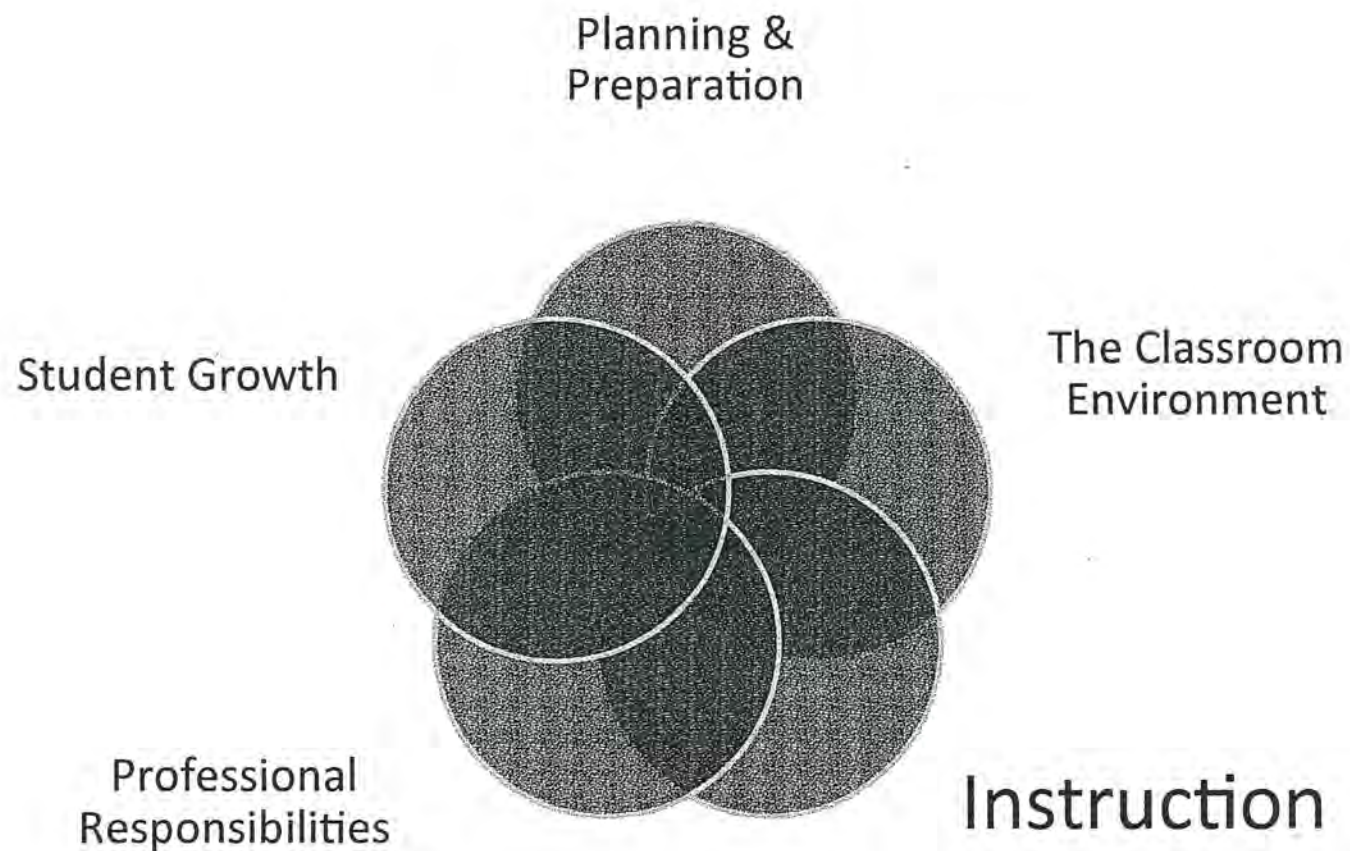 Planning &
Preparation
The Classroom
Environment
Student Growth
Professional
Responsibilities
Instruction